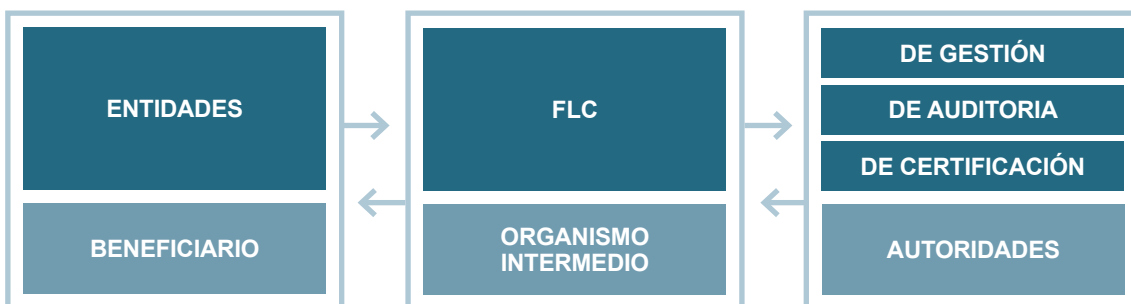 ENTIDADES
BENEFICIARIO
FLC
ORGANISMO
INTERMEDIO
DE GESTIÓN
DE AUDITORIA
DE CERTIFICACIÓN
AUTORIDADES